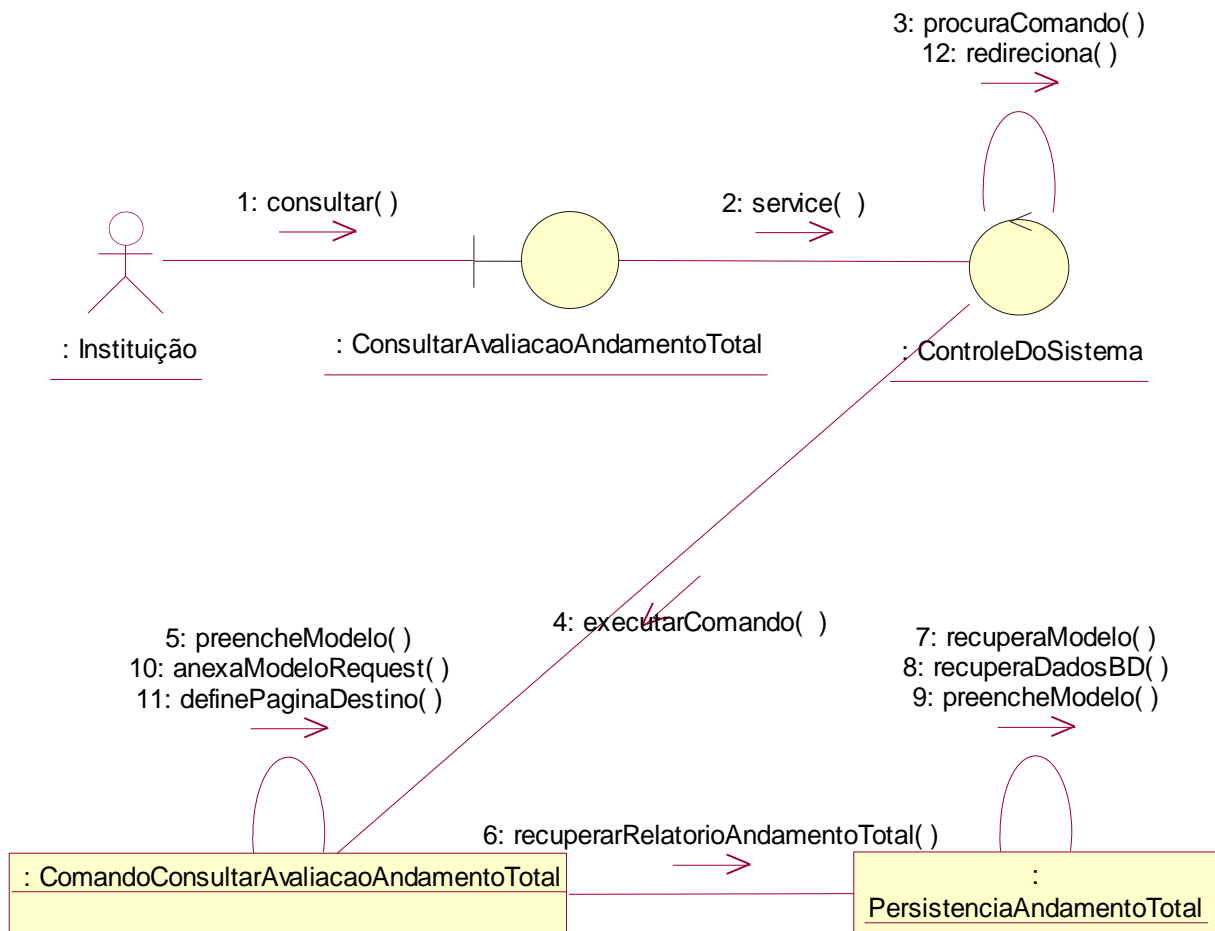 3: procuraComando( )
12: redireciona( )
1: consultar( )
2: service(  )
: Instituição
: ConsultarAvaliacaoAndamentoTotal
: ControleDoSistema
4: executarComando(  )
5: preencheModelo( )
10: anexaModeloRequest( )
11: definePaginaDestino( )
7: recuperaModelo( )
8: recuperaDadosBD( )
9: preencheModelo( )
6: recuperarRelatorioAndamentoTotal( )
: ComandoConsultarAvaliacaoAndamentoTotal
:
PersistenciaAndamentoTotal